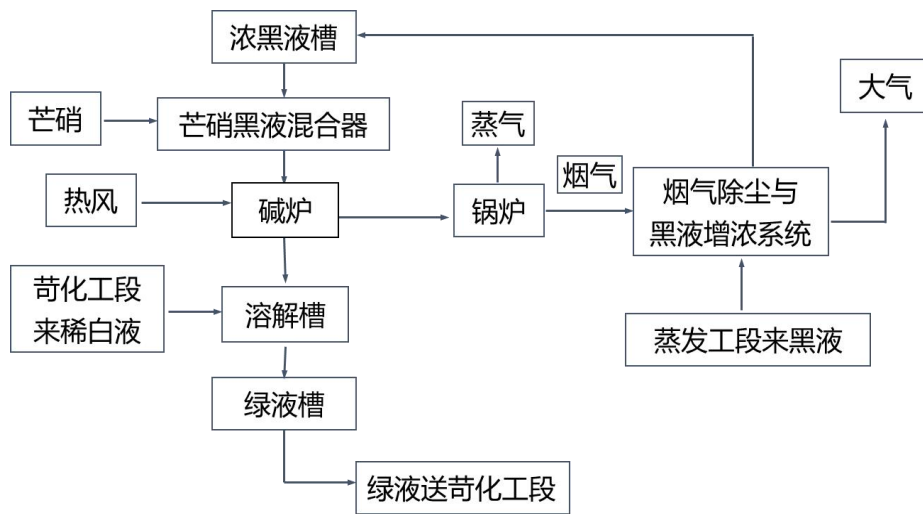 浓黑液槽
大气
芒硝
芒硝黑液混合器
蒸气
烟气
热风
碱炉
锅炉
烟气除尘与
黑液增浓系统
苛化工段
来稀白液
溶解槽
蒸发工段来黑液
绿液槽
绿液送苛化工段